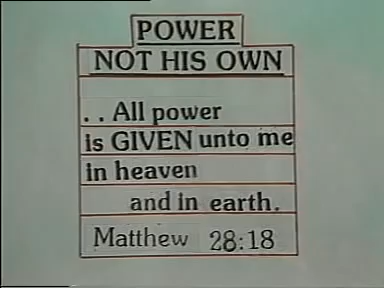 POWER
NOT HIS OWN
. . All power
is GIVEN unto me
in heaven
and in earth.
Matthew 28:18